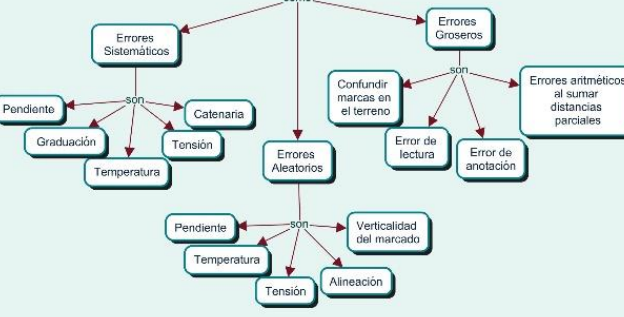 como
Errores
Sistemáticos
Errores
Groseros
son
Pendiente
Graduación
Temperatura
Tensión
Catenaria
son
Confundir
marcas en
el terreno
Error de
lectura
Error de
anotación
Errores aritméticos
al sumar
distancias
parciales
Errores
Aleatorios
son
Pendiente
Temperatura
Tensión
Alineación
Verticalidad
del marcado